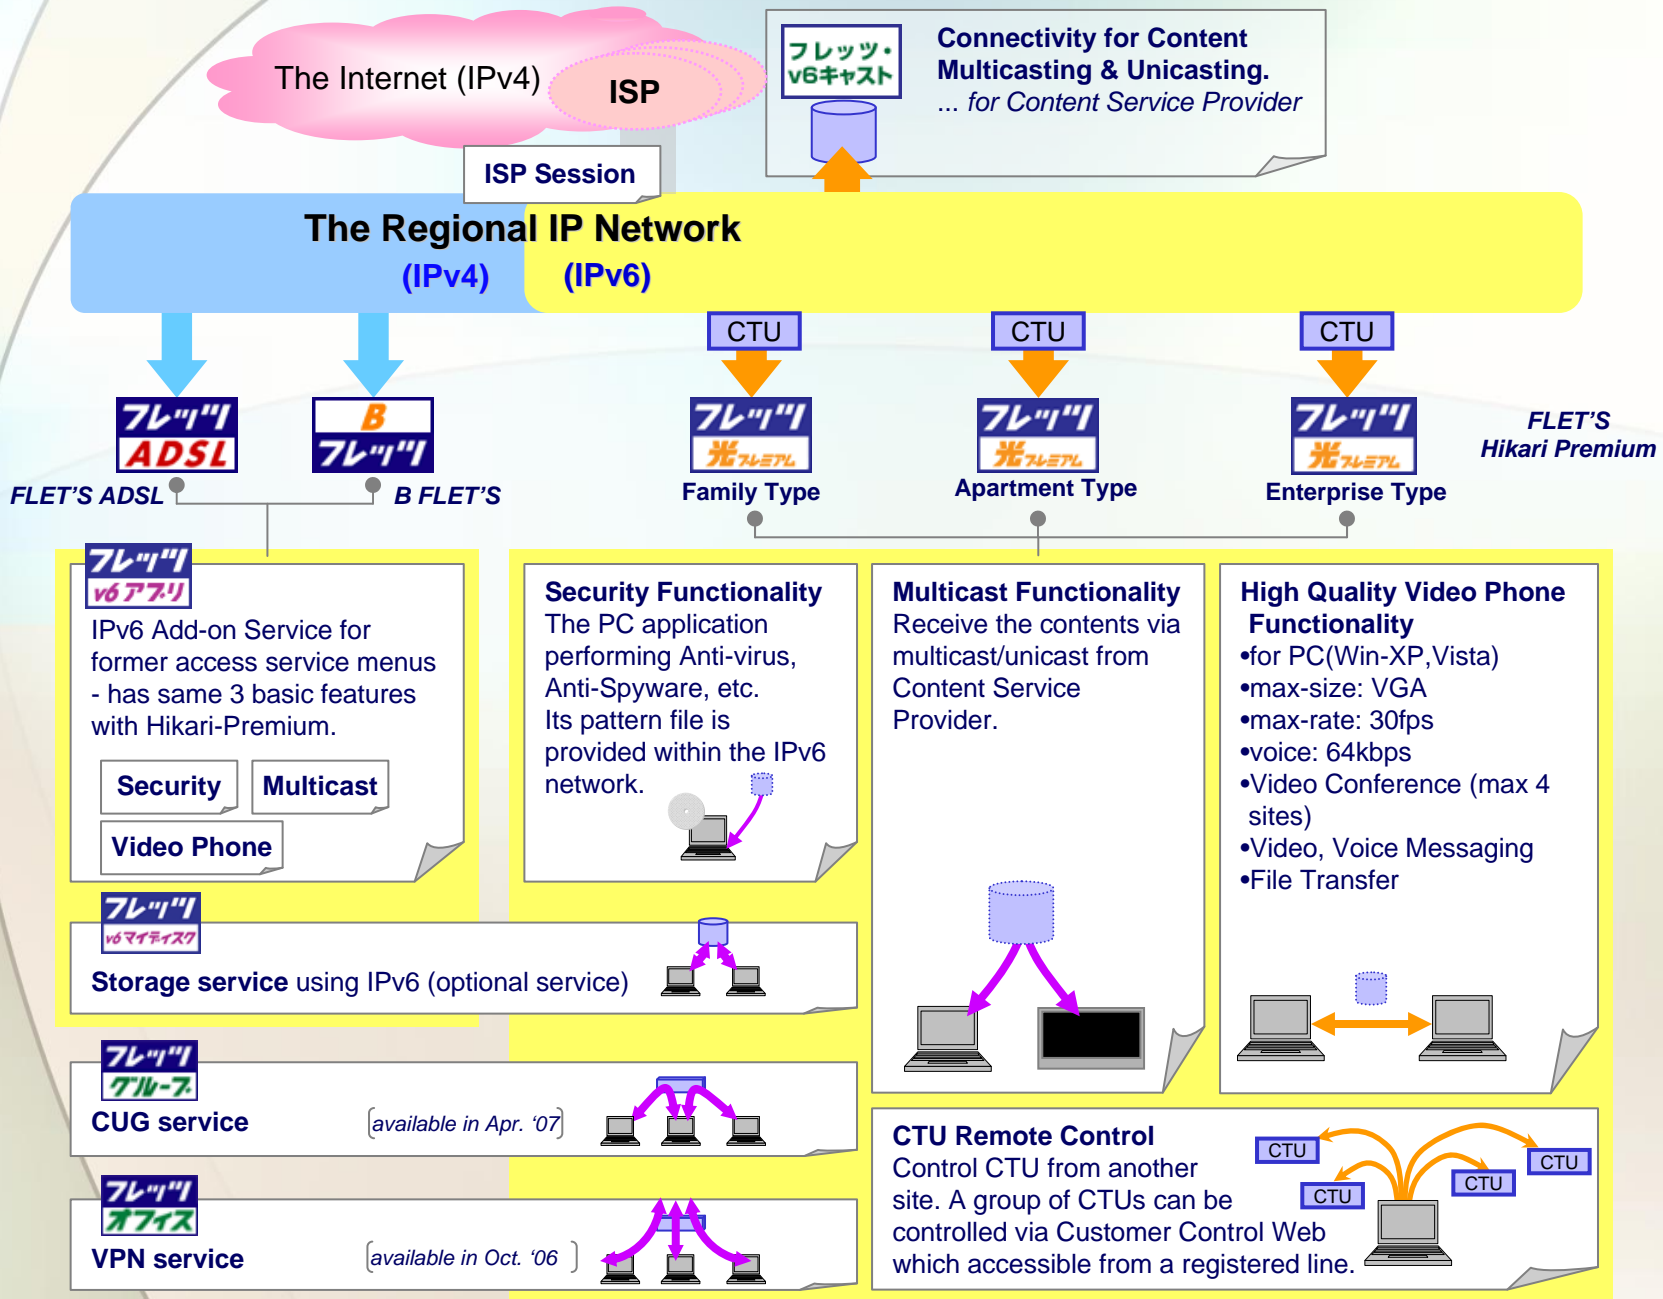 The Internet (IPv4)
ISP
フレッツ・
v6キャスト
Connectivity for Content
Multicasting & Unicasting.
... for Content Service Provider
ISP Session
The Regional IP Network
(IPv4)
(IPv6)
CTU
CTU
CTU
フレッツ
ADSL
B
フレッツ
フレッツ
光プレミアム
フレッツ
光プレミアム
フレッツ
光プレミアム
FLET'S
Hikari Premium
FLET'S ADSL
B FLET'S
Family Type
Apartment Type
Enterprise Type
フレッツ
v6アプリ
IPv6 Add-on Service for
former access service menus
- has same 3 basic features
with Hikari-Premium.
Security
Multicast
Video Phone
Security Functionality
The PC application
performing Anti-virus,
Anti-Spyware, etc.
Its pattern file is
provided within the IPv6
network.
Multicast Functionality
Receive the contents via
multicast/unicast from
Content Service
Provider.
High Quality Video Phone
Functionality
•for PC(Win-XP,Vista)
•max-size: VGA
•max-rate: 30fps
•voice: 64kbps
•Video Conference (max 4
sites)
•Video, Voice Messaging
•File Transfer
フレッツ
v6マイディスク
Storage service using IPv6 (optional service)
フレッツ
グループ
CUG service
available in Apr. ‘07
フレッツ
オフィス
VPN service
available in Oct. ‘06
CTU Remote Control
Control CTU from another
site. A group of CTUs can be
controlled via Customer Control Web
which accessible from a registered line.
CTU
CTU
CTU
CTU